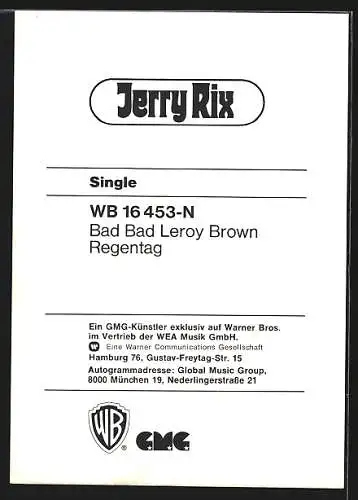 Jerry Rix
Single
WB 16 453-N
Bad Bad Leroy Brown
Regentag
Ein GMG-Künstler exklusiv auf Warner Bros.
im Vertrieb der WEA Musik GmbH.
Eine Warner Communications Gesellschaft
Hamburg 76, Gustav-Freytag-Str. 15
Autogrammadresse: Global Music Group,
8000 München 19, Nederlingerstraße 21
WB ® G.M.G.